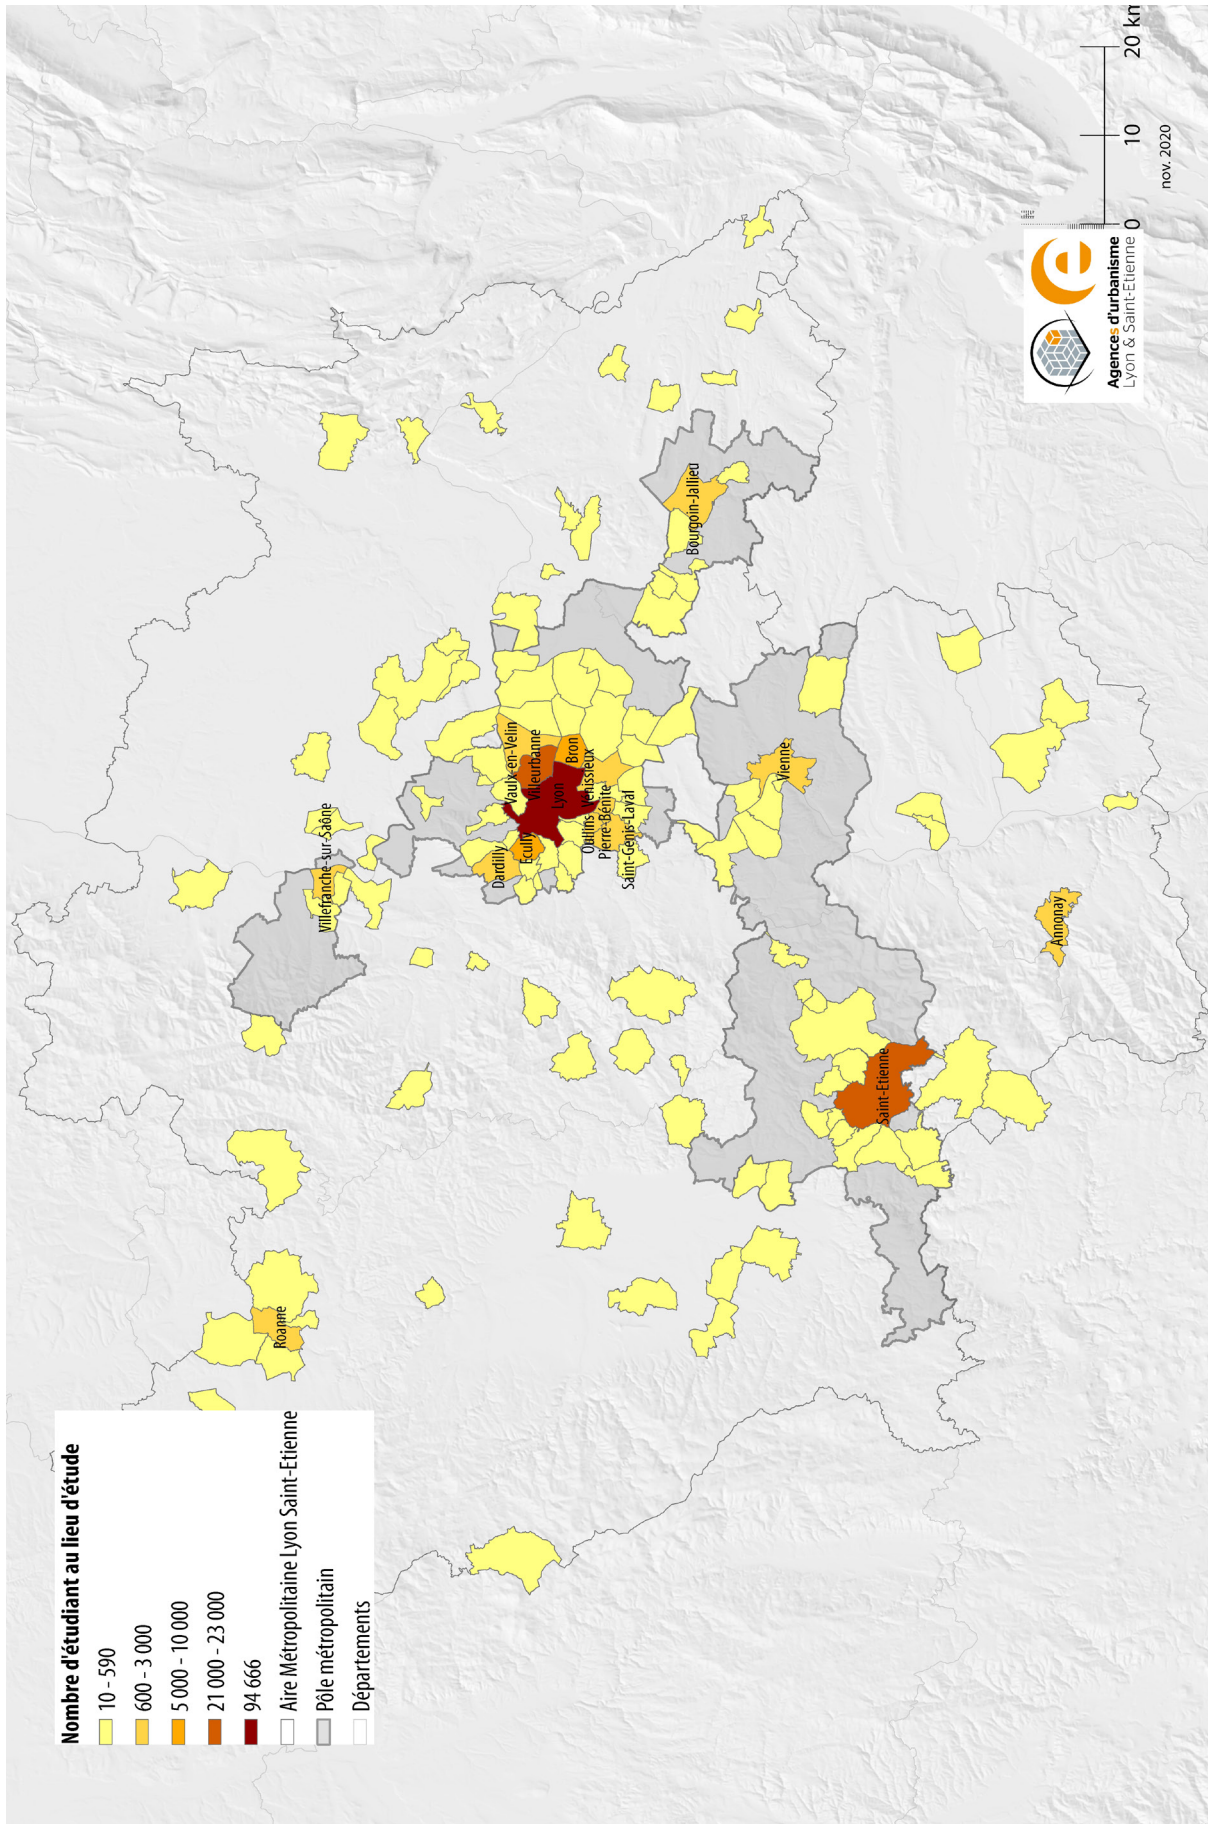 Nombre d'étudiant au lieu d'étude
10 - 590
600 - 3 000
5 000 - 10 000
21 000 - 23 000
94 666
Aire Métropolitaine Lyon Saint-Etienne
Pôle métropolitain
Départements
Roanne
Villefranche-sur-Saône
Dardilly
Ecully
Vaulx-en-Velin
Villeurbanne
Lyon
Bron
Oullins
Vénissieux
Pierre-Bénite
Saint-Genis-Laval
Bourgoin-Jallieu
Vienne
Saint-Etienne
Annonay
Agences d'urbanisme
Lyon & Saint-Etienne
0 10 20 km
nov. 2020